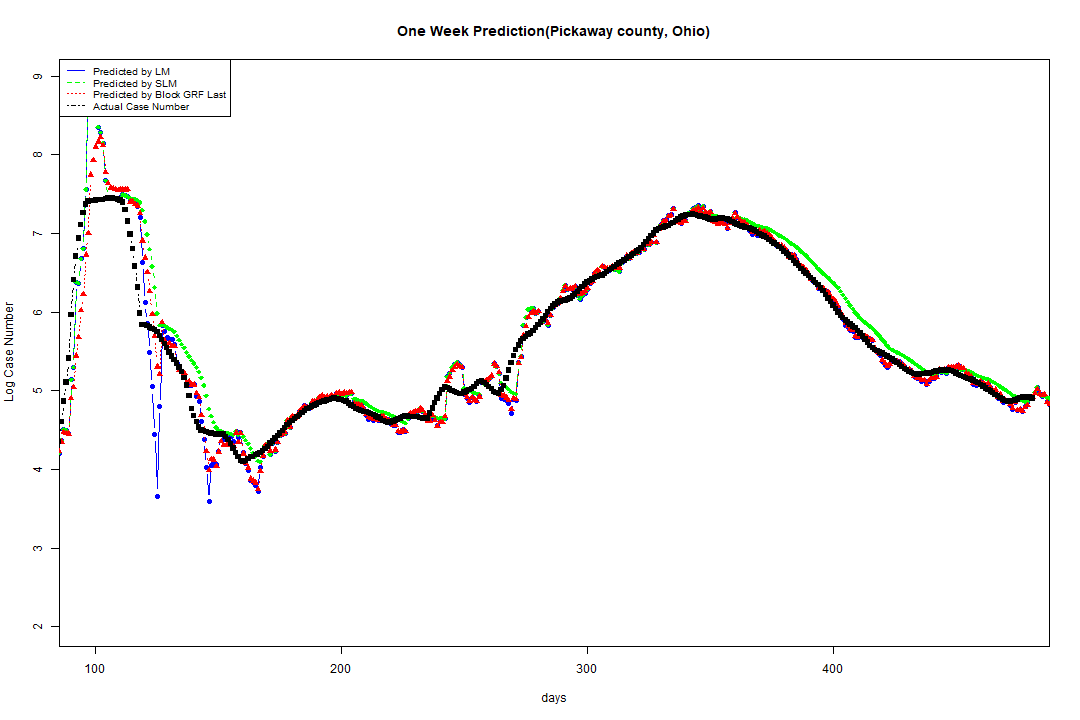 One Week Prediction(Pickaway county, Ohio)
Predicted by LM
Predicted by SLM
Predicted by Block GRF Last
Actual Case Number
9
8
7
6
5
4
3
2
Log Case Number
100 200 300 400
days